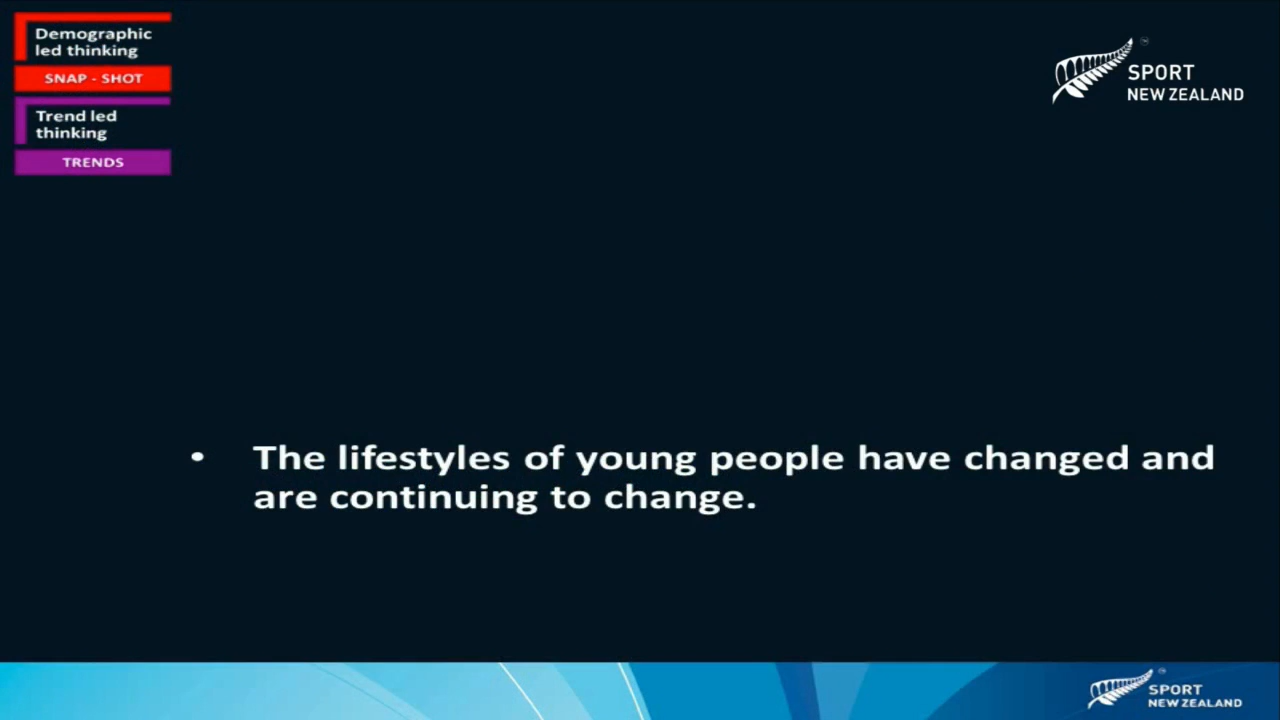 Demographic
led thinking
SNAP - SHOT
Trend led
thinking
TRENDS
SPORT
NEW ZEALAND
• The lifestyles of young people have changed and
are continuing to change.
SPORT
NEW ZEALAND